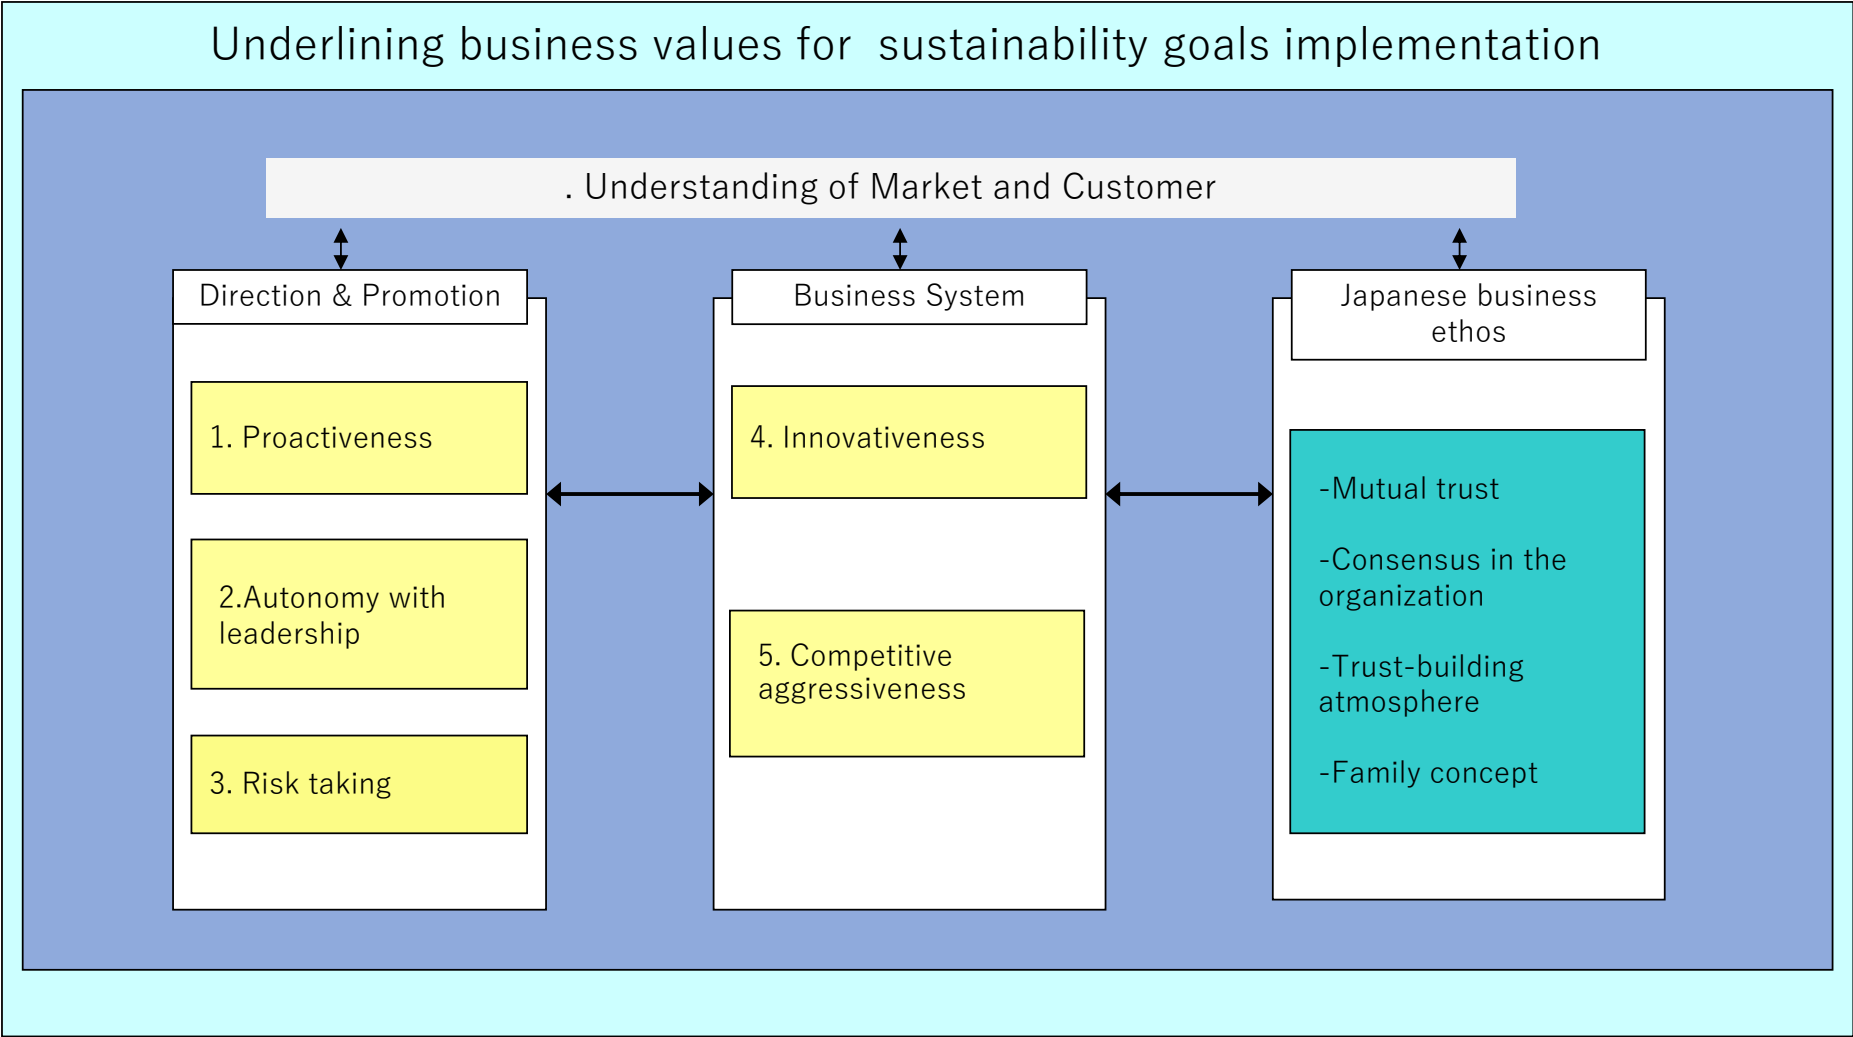 Underlining business values for  sustainability goals implementation
. Understanding of Market and Customer
Direction & Promotion
1. Proactiveness
2.Autonomy with
leadership
3. Risk taking
Business System
4. Innovativeness
5. Competitive
aggressiveness
Japanese business
ethos
-Mutual trust
-Consensus in the
organization
-Trust-building
atmosphere
-Family concept